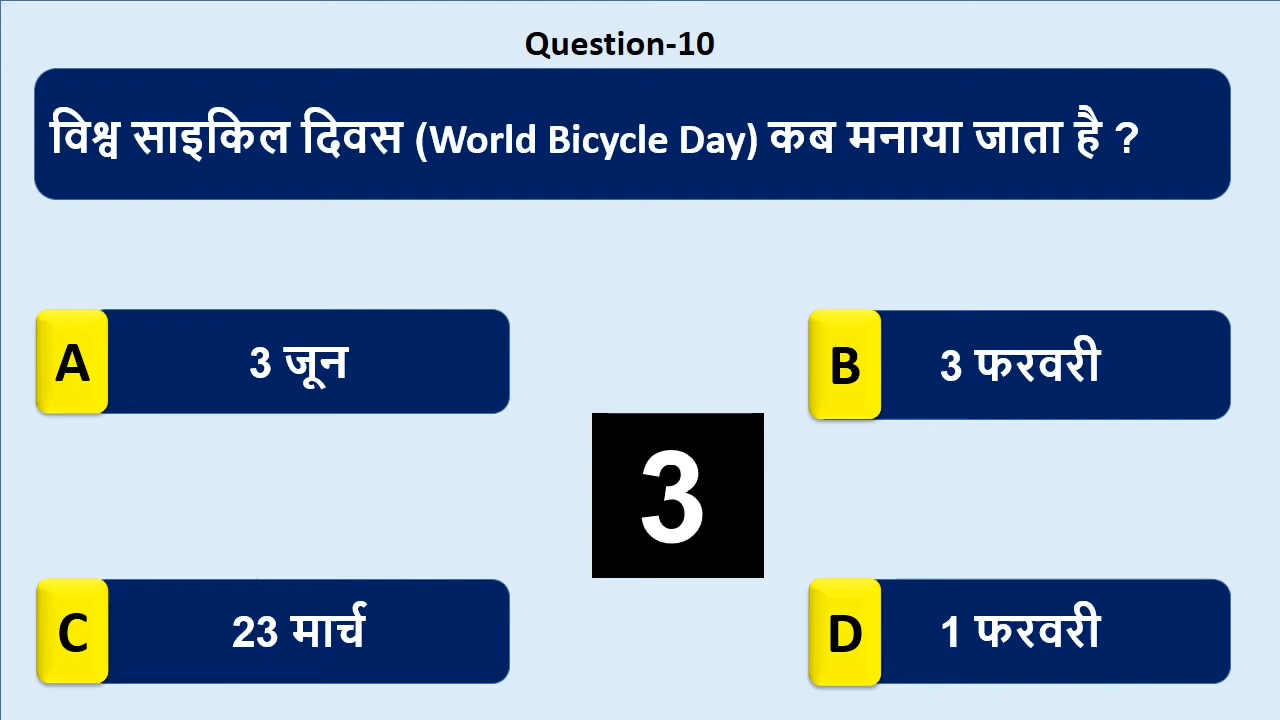 Question-10
विश्व साइकिल दिवस (World Bicycle Day) कब मनाया जाता है ?
A 3 जून
B 3 फरवरी
3
C 23 मार्च
D 1 फरवरी